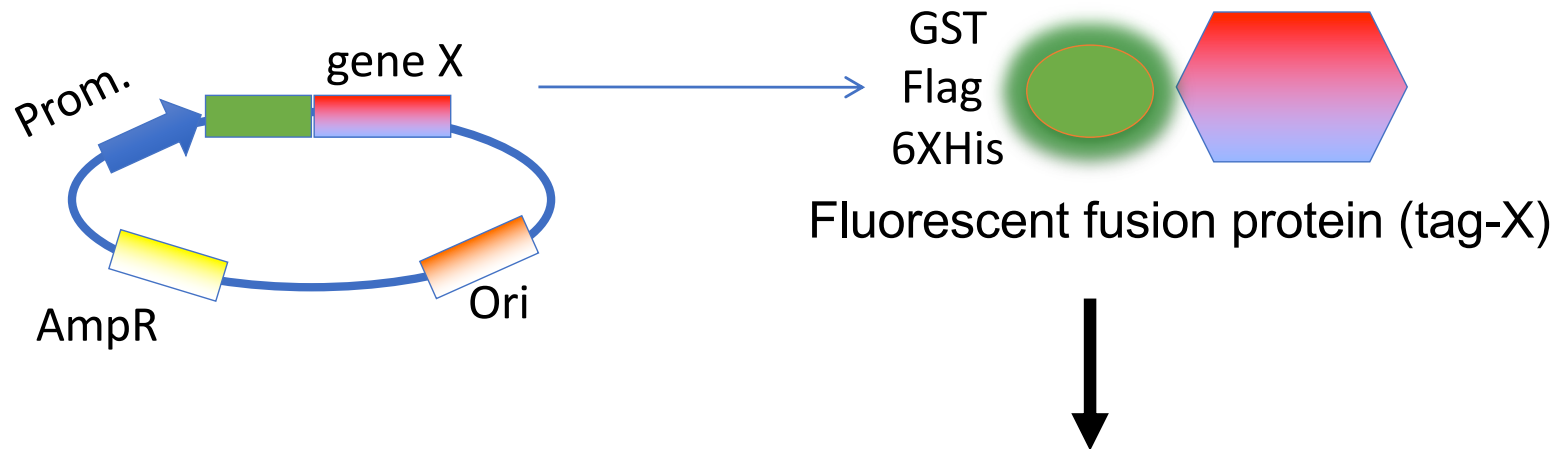 Prom.
gene X
AmpR
Ori
GST
Flag
6XHis
Fluorescent fusion protein (tag-X)